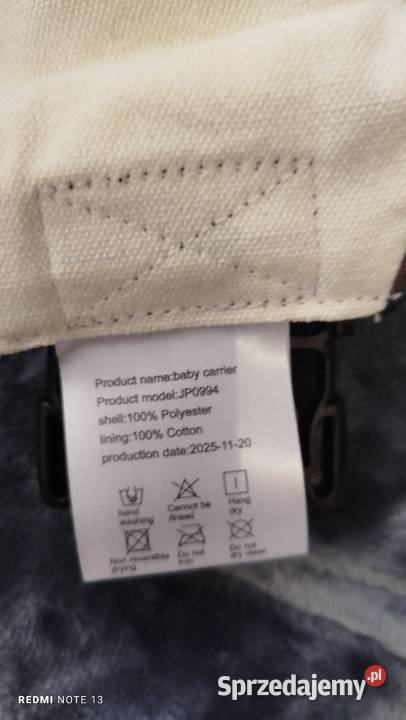 Product name:baby carrier
Product model:JP0994
shell:100% Polyester
lining:100% Cotton
production date:2025-11-20
hand
washing
Cannot be
rinsed
Hang
dry
Non reversible
drying
Do not
iron
Do not
dry clean
REDMI NOTE 13
Sprzedajemy.pl